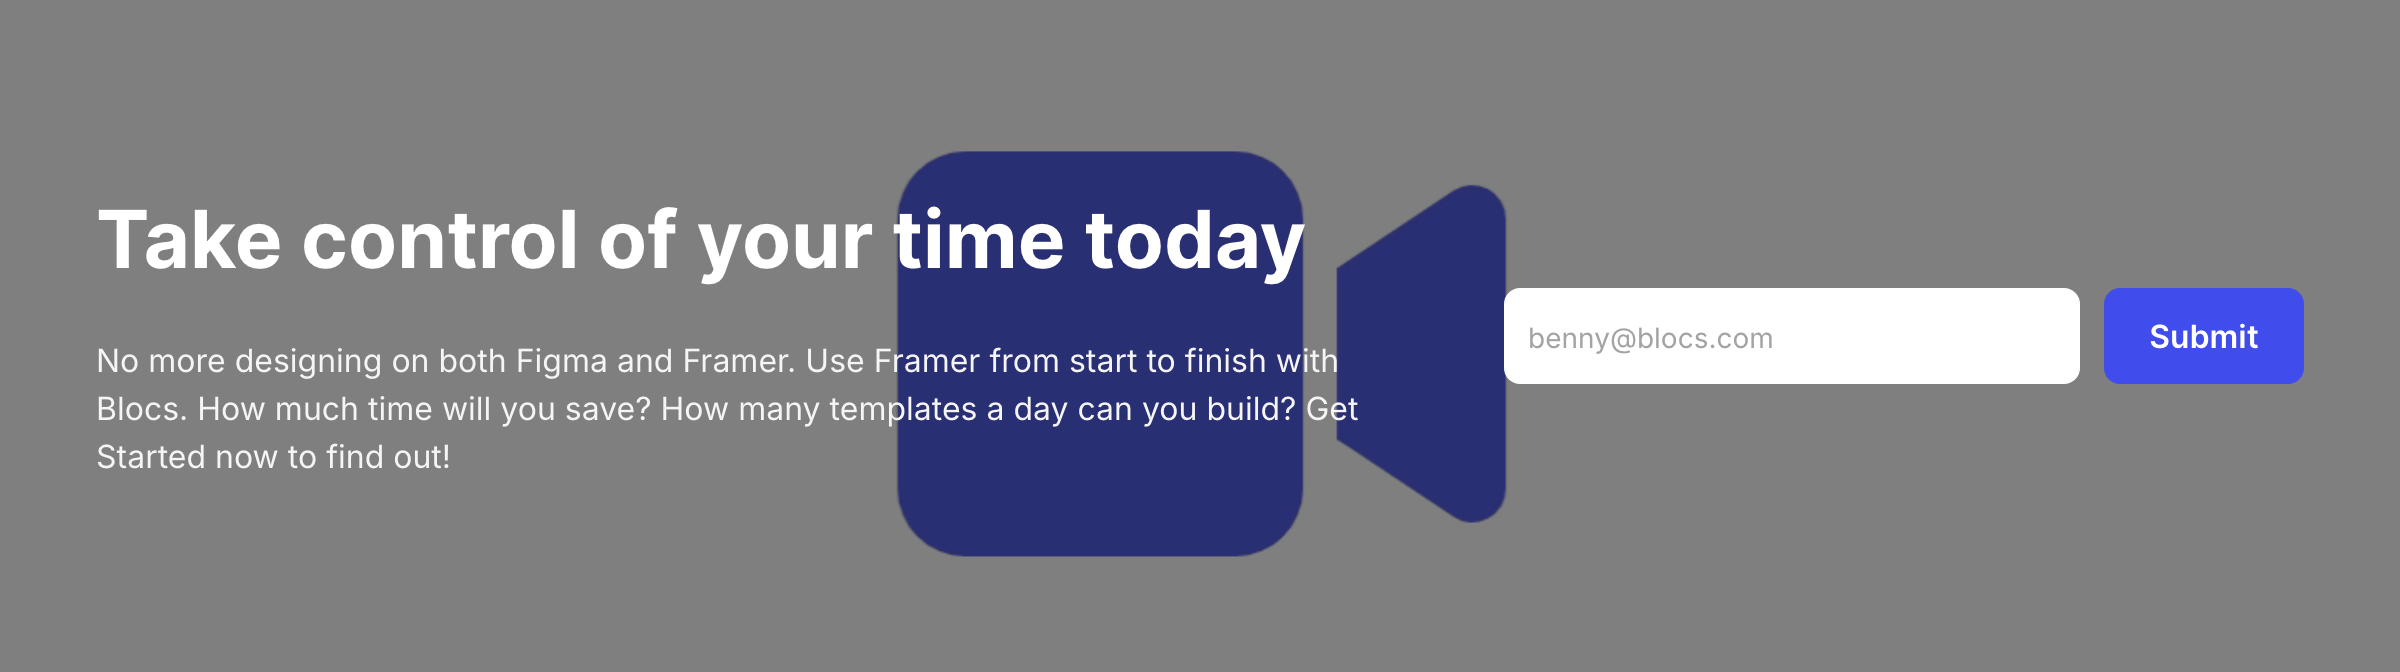 Take control of your time today
No more designing on both Figma and Framer. Use Framer from start to finish with
Blocs. How much time will you save? How many templates a day can you build? Get
Started now to find out!
benny@blocs.com
Submit